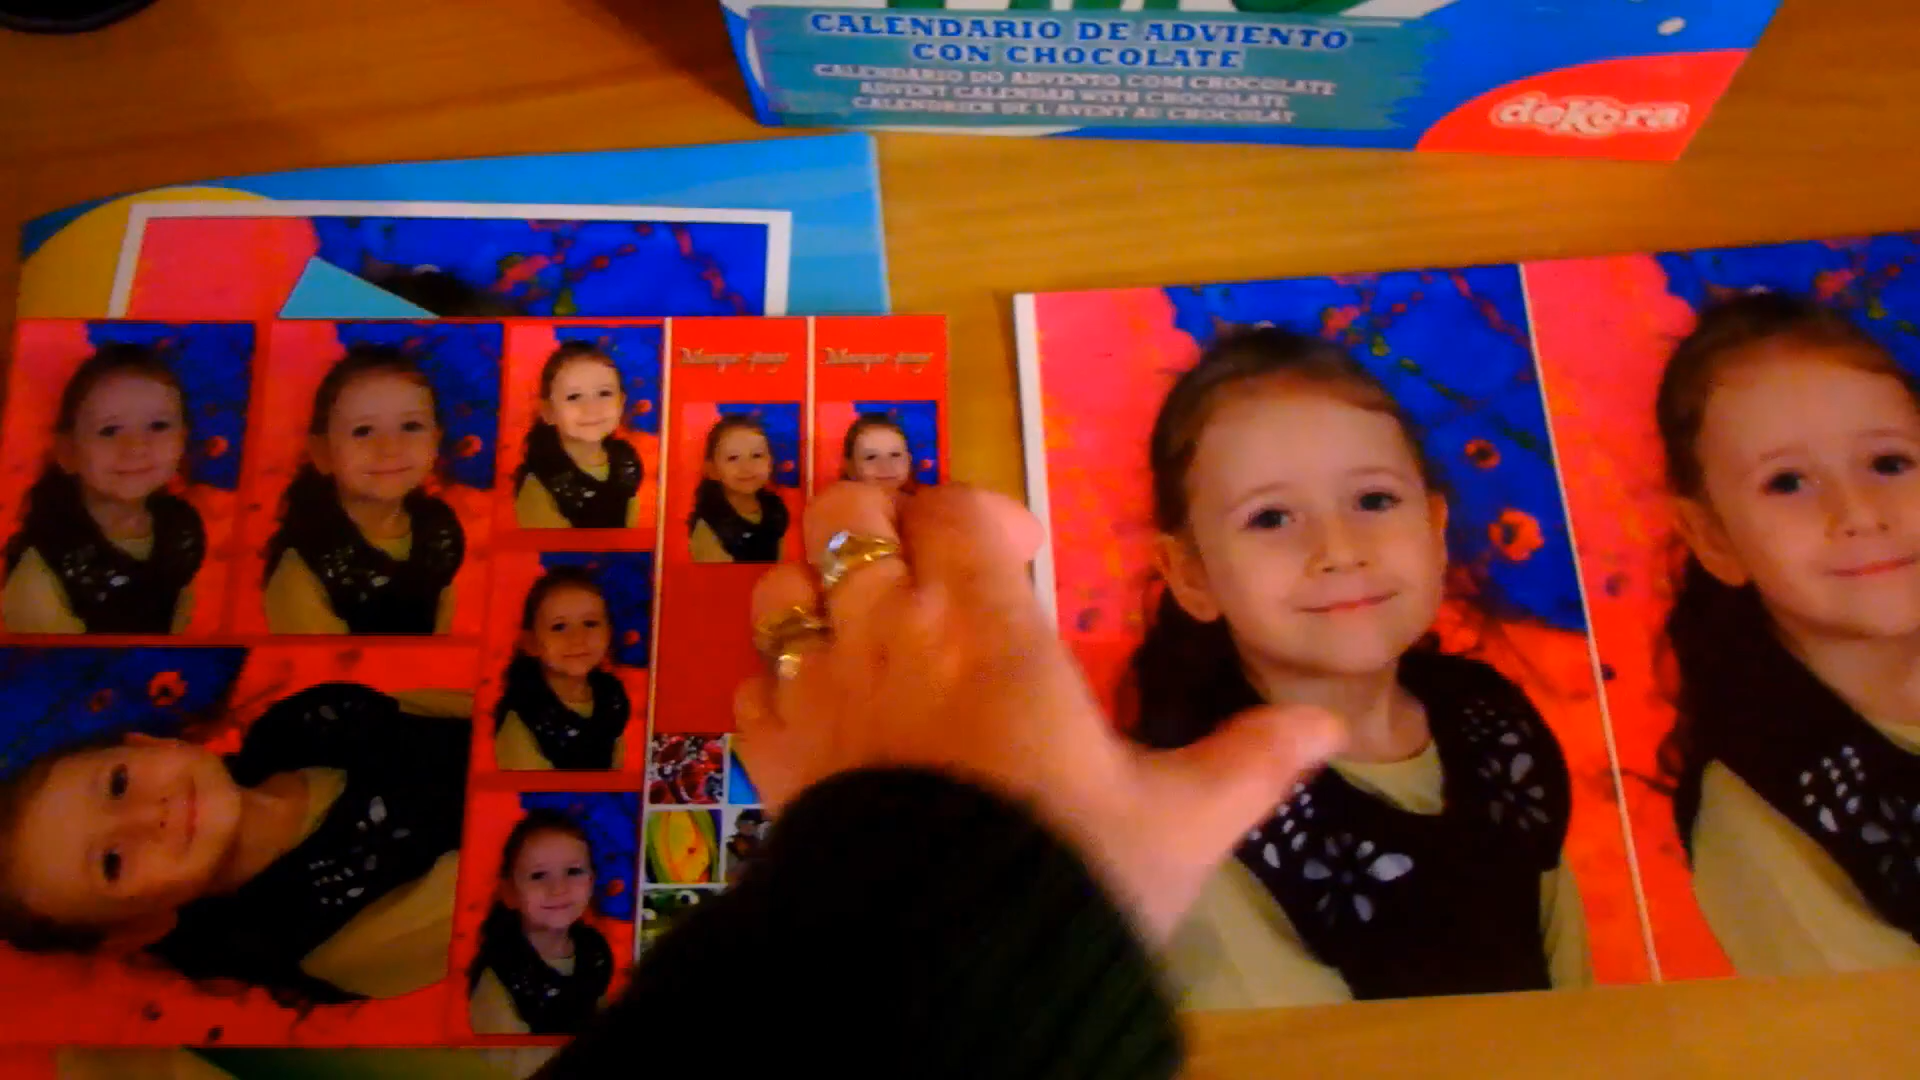 CALENDARIO DE ADVIENTO
CON CHOCOLATE
CALENDÁRIO DO ADVENTO COM CHOCOLATE
ADVENT CALENDAR WITH CHOCOLATE
CALENDRIER DE L'AVENT AU CHOCOLAT
dekora
Marque-page
Marque-page